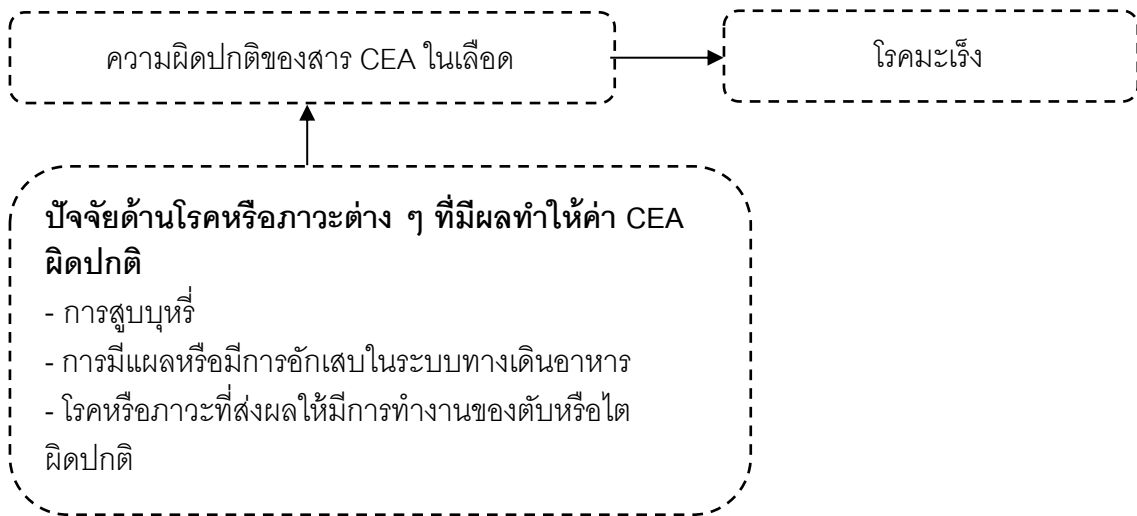 ความผิดปกติของสาร CEA ในเลือด
โรคมะเร็ง
ปัจจัยด้านโรคหรือภาวะต่าง ๆ ที่มีผลทำให้ค่า CEA
ผิดปกติ
- การสูบบุหรี่
- การมีแผลหรือมีการอักเสบในระบบทางเดินอาหาร
- โรคหรือภาวะที่ส่งผลให้มีการทำงานของตับหรือไต
ผิดปกติ